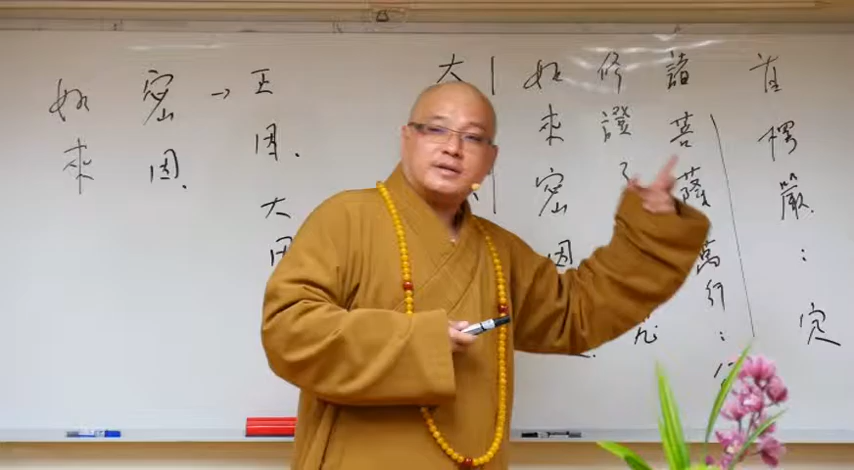 首楞嚴:究
諸菩薩萬行:
修證
如來密因
大
正因.大因
密因. →
如來